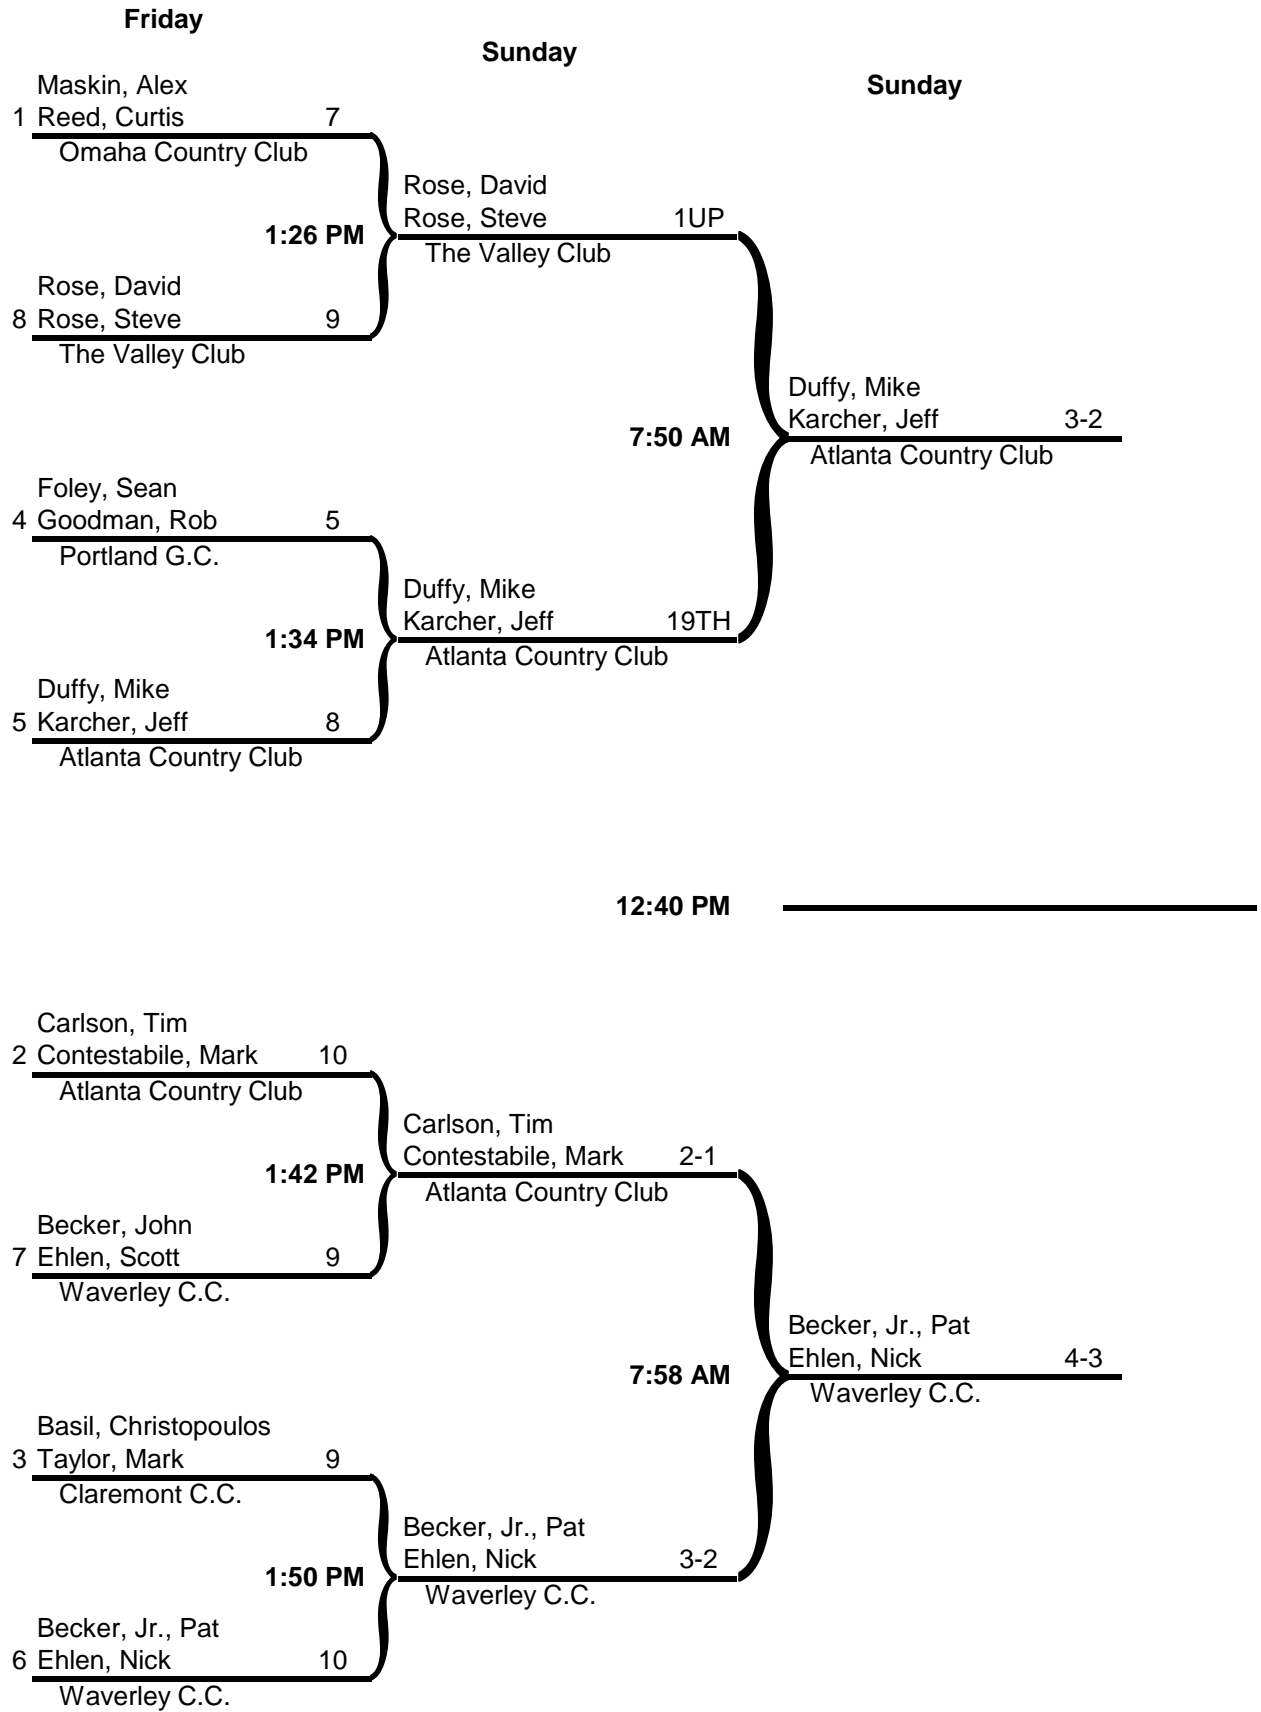 Friday
Sunday
Sunday
Maskin, Alex
1 Reed, Curtis 7
Omaha Country Club
Rose, David
Rose, Steve 1UP
1:26 PM
The Valley Club
Rose, David
8 Rose, Steve 9
The Valley Club
Duffy, Mike
Karcher, Jeff 3-2
7:50 AM
Atlanta Country Club
Foley, Sean
4 Goodman, Rob 5
Portland G.C.
Duffy, Mike
Karcher, Jeff 19TH
1:34 PM
Atlanta Country Club
Duffy, Mike
5 Karcher, Jeff 8
Atlanta Country Club
12:40 PM
Carlson, Tim
2 Contestabile, Mark 10
Atlanta Country Club
Carlson, Tim
Contestabile, Mark 2-1
1:42 PM
Atlanta Country Club
Becker, John
7 Ehlen, Scott 9
Waverley C.C.
Becker, Jr., Pat
Ehlen, Nick 4-3
7:58 AM
Waverley C.C.
Basil, Christopoulos
3 Taylor, Mark 9
Claremont C.C.
Becker, Jr., Pat
Ehlen, Nick 3-2
1:50 PM
Waverley C.C.
Becker, Jr., Pat
6 Ehlen, Nick 10
Waverley C.C.